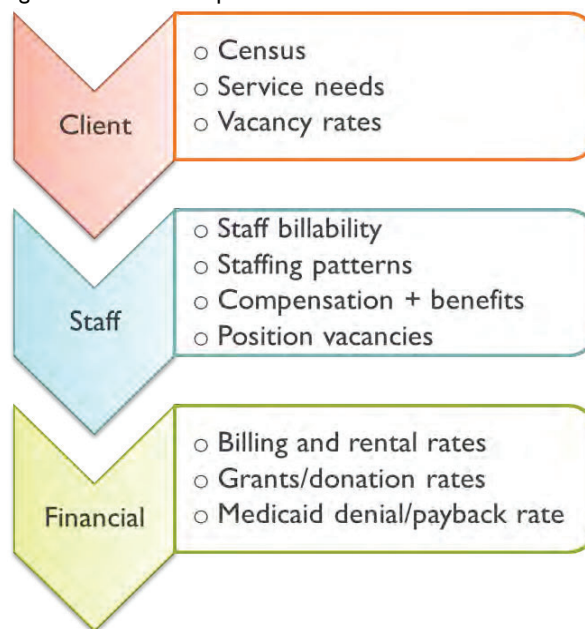 Client
○ Census
○ Service needs
○ Vacancy rates
Staff
○ Staff billability
○ Staffing patterns
○ Compensation + benefits
○ Position vacancies
Financial
○ Billing and rental rates
○ Grants/donation rates
○ Medicaid denial/payback rate